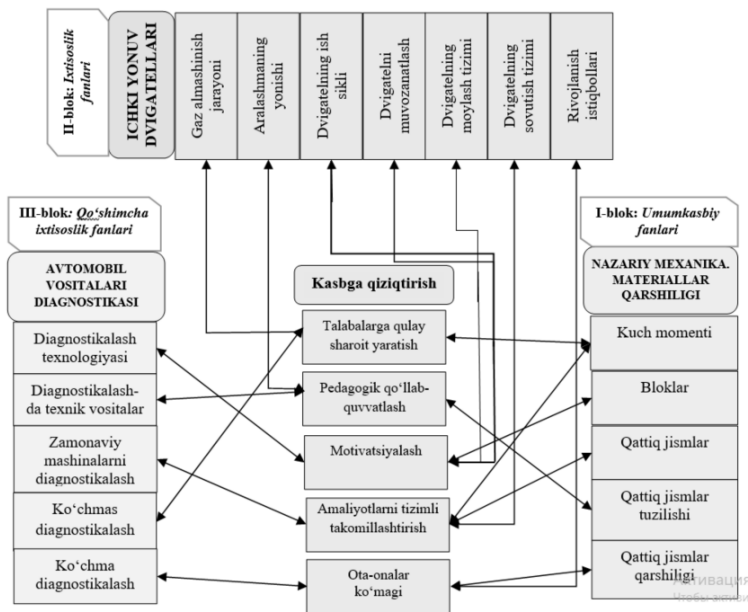 II-blok: Ixtisoslik
fanlari
ICHKI YONUV
DVIGATELLARI
Gaz almashinish
jarayoni
Aralashmaning
yonishi
Dvigatelning ish
sikli
Dvigatelni
muvozanatlash
Dvigatelning
moylash tizimi
Dvigatelning
sovutish tizimi
Rivojlanish
istiqbollari
III-blok: Qo‘shimcha
ixtisoslik fanlari
AVTOMOBIL
VOSITALARI
DIAGNOSTIKASI
Diagnostikalash
texnologiyasi
Diagnostikalash-
da texnik vositalar
Zamonaviy
mashinalarni
diagnostikalash
Ko‘chmas
diagnostikalash
Ko‘chma
diagnostikalash
Kasbga qiziqtirish
Talabalarga qulay
sharoit yaratish
Pedagogik qo‘llab-
quvvatlash
Motivatsiyalash
Amaliyotlarni tizimli
takomillashtirish
Ota-onalar
ko‘magi
I-blok: Umumkasbiy
fanlari
NAZARIY MEXANIKA.
MATERIALLAR
QARSHILIGI
Kuch momenti
Bloklar
Qattiq jismlar
Qattiq jismlar
tuzilishi
Qattiq jismlar
qarshiligi
Активация